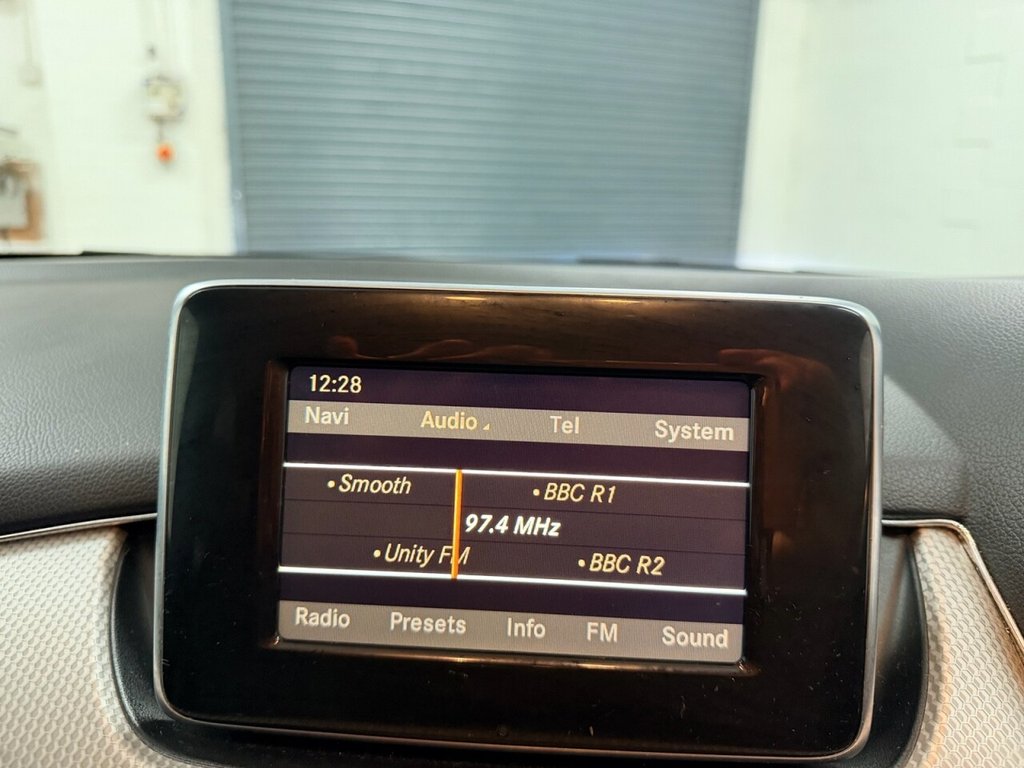 12:28
Navi Audio Tel System
•Smooth •BBC R1
97.4 MHz
•Unity FM •BBC R2
Radio Presets Info FM Sound